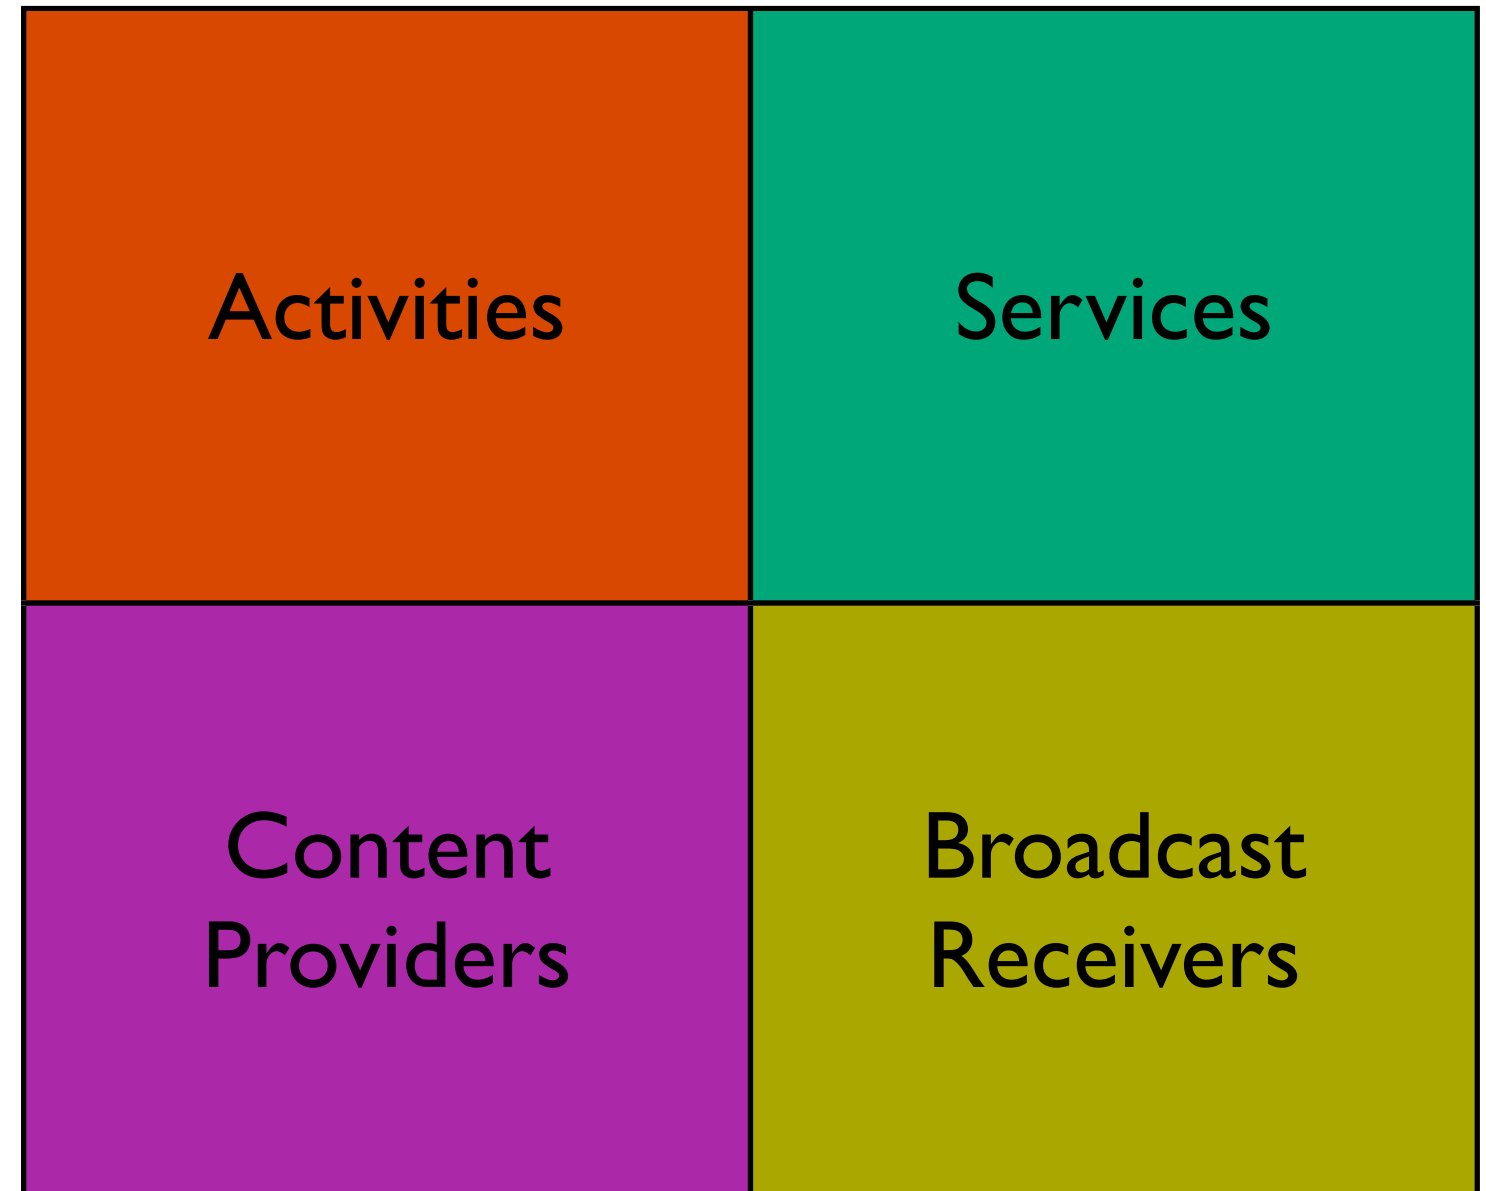 Activities
Services
Content
Providers
Broadcast
Receivers